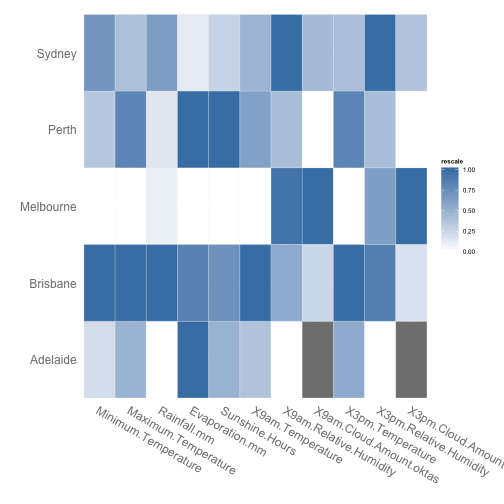 Sydney
Perth
Melbourne
Brisbane
Adelaide
rescale
1.00
0.75
0.50
0.25
0.00
Minimum.Temperature
Maximum.Temperature
Rainfall.mm
Evaporation.mm
Sunshine.Hours
X9am.Temperature
X9am.Relative.Humidity
X9am.Cloud.Amount.oktas
X3pm.Temperature
X3pm.Relative.Humidity
X3pm.Cloud.Amoun